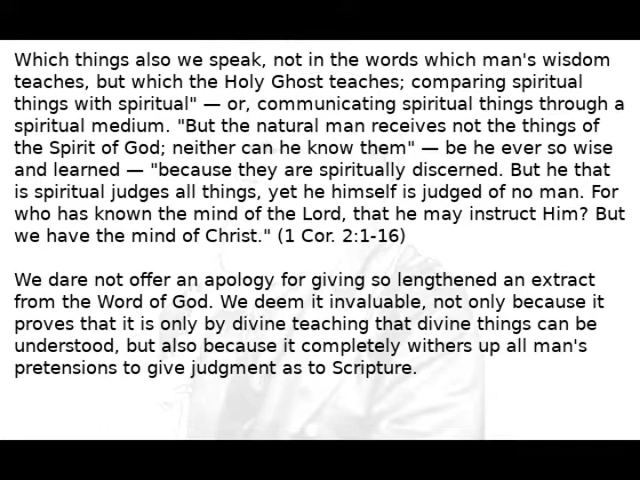 Which things also we speak, not in the words which man's wisdom
teaches, but which the Holy Ghost teaches; comparing spiritual
things with spiritual" — or, communicating spiritual things through a
spiritual medium. "But the natural man receives not the things of
the Spirit of God; neither can he know them" — be he ever so wise
and learned — "because they are spiritually discerned. But he that
is spiritual judges all things, yet he himself is judged of no man. For
who has known the mind of the Lord, that he may instruct Him? But
we have the mind of Christ." (1 Cor. 2:1-16)

We dare not offer an apology for giving so lengthened an extract
from the Word of God. We deem it invaluable, not only because it
proves that it is only by divine teaching that divine things can be
understood, but also because it completely withers up all man's
pretensions to give judgment as to Scripture.